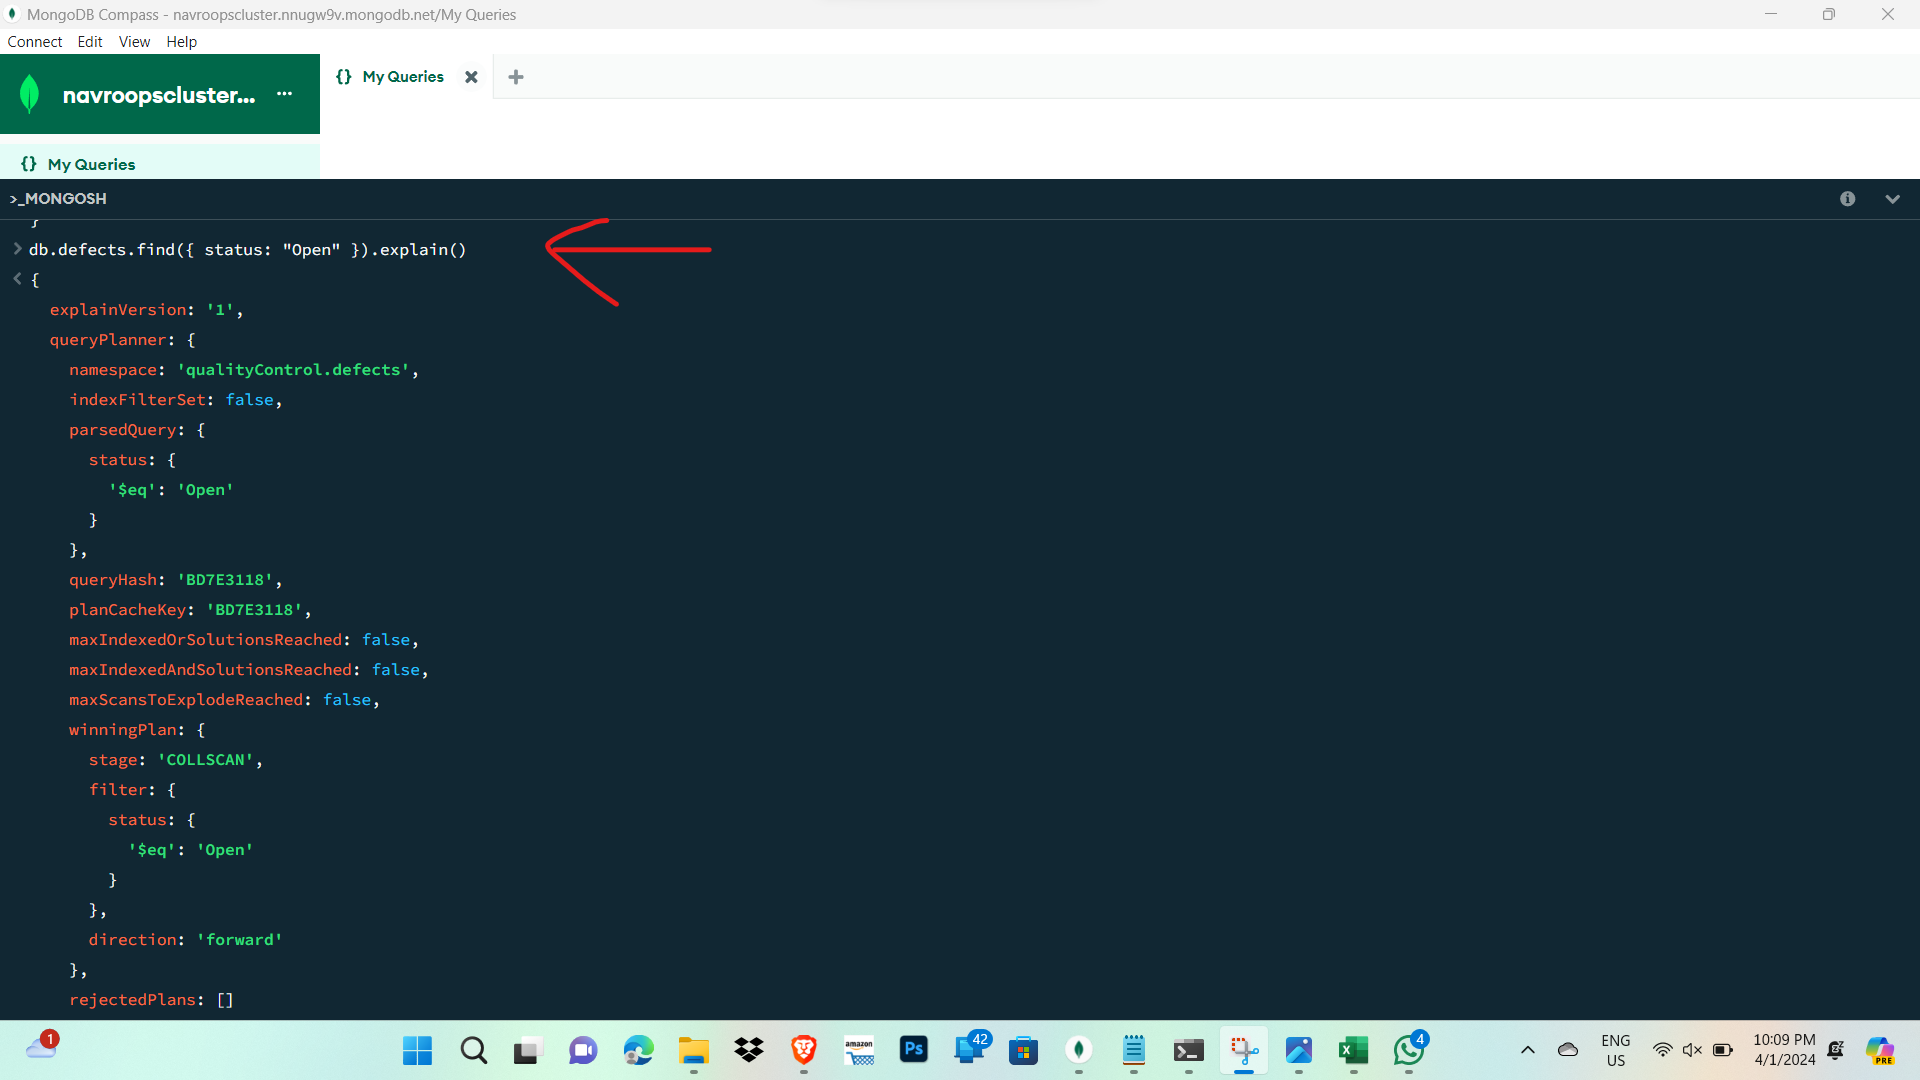 MongoDB Compass - navroopscluster.nnugw9v.mongodb.net/My Queries
Connect Edit View Help
navroopscluster... ...
{} My Queries
{} My Queries
>_MONGOSH
}
> db.defects.find({ status: "Open" }).explain()
< {
explainVersion: '1',
queryPlanner: {
namespace: 'qualityControl.defects',
indexFilterSet: false,
parsedQuery: {
status: {
'$eq': 'Open'
}
},
queryHash: 'BD7E3118',
planCacheKey: 'BD7E3118',
maxIndexedOrSolutionsReached: false,
maxIndexedAndSolutionsReached: false,
maxScansToExplodeReached: false,
winningPlan: {
stage: 'COLLSCAN',
filter: {
status: {
'$eq': 'Open'
}
},
direction: 'forward'
},
rejectedPlans: []
1
amazon
Ps
42
4
ENG
US
10:09 PM
4/1/2024
PRE